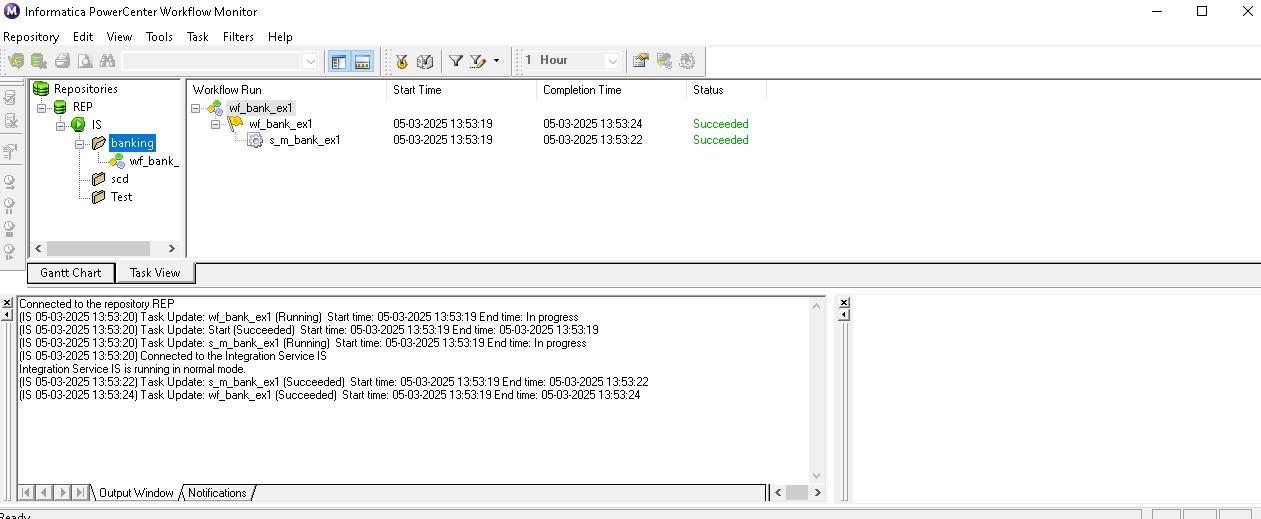 Informatica PowerCenter Workflow Monitor
Repository Edit View Tools Task Filters Help
1 Hour
Repositories
REP
IS
banking
wf_bank_
scd
Test
Workflow Run Start Time Completion Time Status
wf_bank_ex1
wf_bank_ex1 05-03-2025 13:53:19 05-03-2025 13:53:24 Succeeded
s_m_bank_ex1 05-03-2025 13:53:19 05-03-2025 13:53:22 Succeeded
Gantt Chart Task View
Connected to the repository REP
(IS 05-03-2025 13:53:20) Task Update: wf_bank_ex1 (Running) Start time: 05-03-2025 13:53:19 End time: In progress
(IS 05-03-2025 13:53:20) Task Update: Start (Succeeded) Start time: 05-03-2025 13:53:19 End time: 05-03-2025 13:53:19
(IS 05-03-2025 13:53:20) Task Update: s_m_bank_ex1 (Running) Start time: 05-03-2025 13:53:19 End time: In progress
(IS 05-03-2025 13:53:20) Connected to the Integration Service IS
Integration Service IS is running in normal mode.
(IS 05-03-2025 13:53:22) Task Update: s_m_bank_ex1 (Succeeded) Start time: 05-03-2025 13:53:19 End time: 05-03-2025 13:53:22
(IS 05-03-2025 13:53:24) Task Update: wf_bank_ex1 (Succeeded) Start time: 05-03-2025 13:53:19 End time: 05-03-2025 13:53:24
Output Window Notifications
Ready